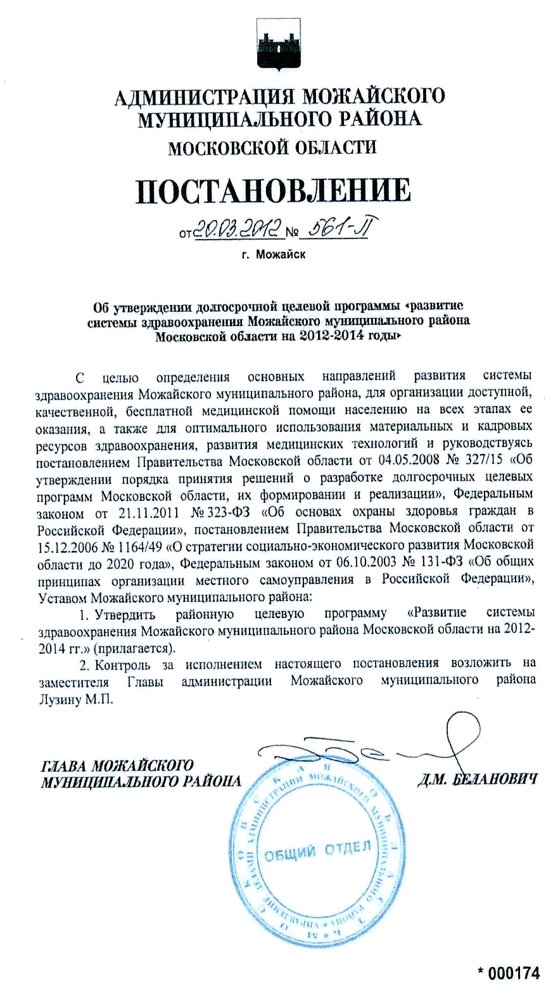 АДМИНИСТРАЦИЯ МОЖАЙСКОГО
МУНИЦИПАЛЬНОГО РАЙОНА
МОСКОВСКОЙ ОБЛАСТИ
ПОСТАНОВЛЕНИЕ
от 20.03.2012 № 561-П
г. Можайск
Об утверждении долгосрочной целевой программы «развитие
системы здравоохранения Можайского муниципального района
Московской области на 2012-2014 годы»
С целью определения основных направлений развития системы
здравоохранения Можайского муниципального района, для организации доступной,
качественной, бесплатной медицинской помощи населению на всех этапах ее
оказания, а также для оптимального использования материальных и кадровых
ресурсов здравоохранения, развития медицинских технологий и руководствуясь
постановлением Правительства Московской области от 04.05.2008 № 327/15 «Об
утверждении порядка принятия решений о разработке долгосрочных целевых
программ Московской области, их формировании и реализации», Федеральным
законом от 21.11.2011 №323-ФЗ «Об основах охраны здоровья граждан в
Российской Федерации», постановлением Правительства Московской области от
15.12.2006 № 1164/49 «О стратегии социально-экономического развития Московской
области до 2020 года», Федеральным законом от 06.10.2003 № 131-ФЗ «Об общих
принципах организации местного самоуправления в Российской Федерации»,
Уставом Можайского муниципального района:
1. Утвердить районную целевую программу «Развитие системы
здравоохранения Можайского муниципального района Московской области на 2012-
2014 гг.» (прилагается).
2. Контроль за исполнением настоящего постановления возложить на
заместителя Главы администрации Можайского муниципального района
Лузину М.П.
ГЛАВА МОЖАЙСКОГО
МУНИЦИПАЛЬНОГО РАЙОНА
Д.М. БЕЛАНОВИЧ
МОСКОВСКАЯ ОБЛАСТЬ
УПРАВЛЕНИЕ ДЕЛАМИ АДМИНИСТРАЦИИ МОЖАЙСКОГО МУНИЦИПАЛЬНОГО РАЙОНА
ОБЩИЙ ОТДЕЛ
* 000174